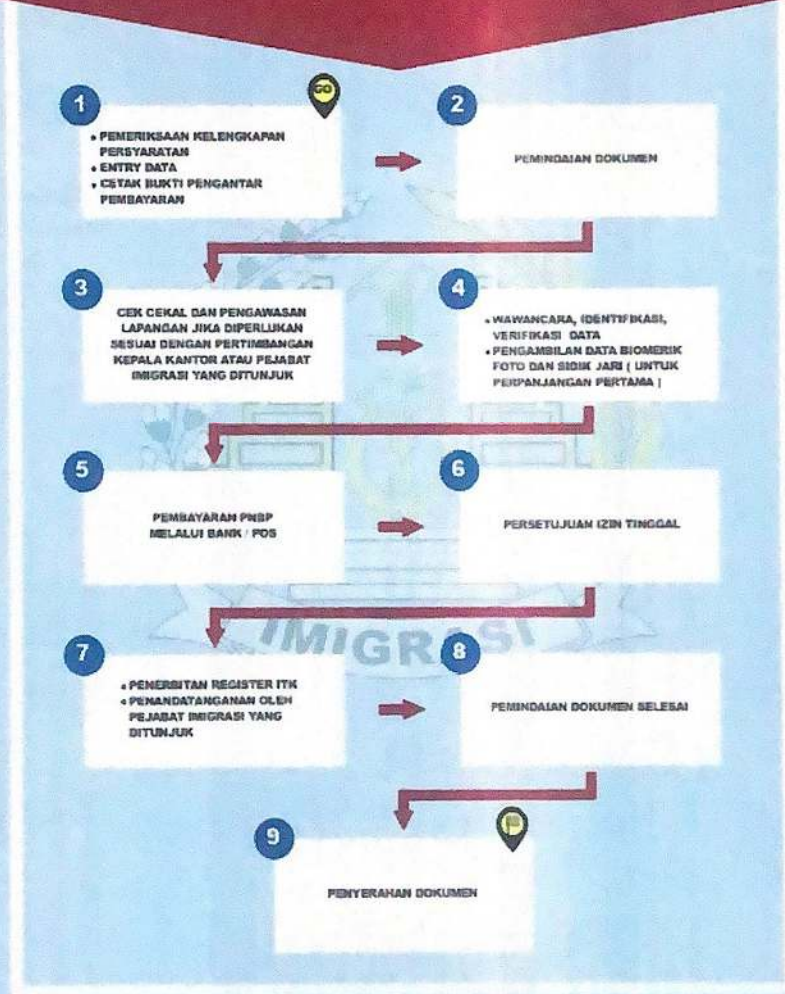 1
GO
• PEMERIKSAAN KELENGKAPAN
PERSYARATAN
• ENTRY DATA
• CETAK BUKTI PENGANTAR
PEMBAYARAN
2
PEMINDAIAN DOKUMEN
3
CEK CEKAL DAN PENGAWASAN
LAPANGAN JIKA DIPERLUKAN
SESUAI DENGAN PERTIMBANGAN
KEPALA KANTOR ATAU PEJABAT
IMIGRASI YANG DITUNJUK
4
• WAWANCARA, IDENTIFIKASI,
VERIFIKASI DATA
• PENGAMBILAN DATA BIOMERIK
FOTO DAN SIDIK JARI ( UNTUK
PERPANJANGAN PERTAMA )
5
PEMBAYARAN PNBP
MELALUI BANK / POS
6
PERSETUJUAN IZIN TINGGAL
IMIGRASI
7
• PENERBITAN REGISTER ITK
• PENANDATANGANAN OLEH
PEJABAT IMIGRASI YANG
DITUNJUK
8
PEMINDAIAN DOKUMEN SELESAI
9
PENYERAHAN DOKUMEN